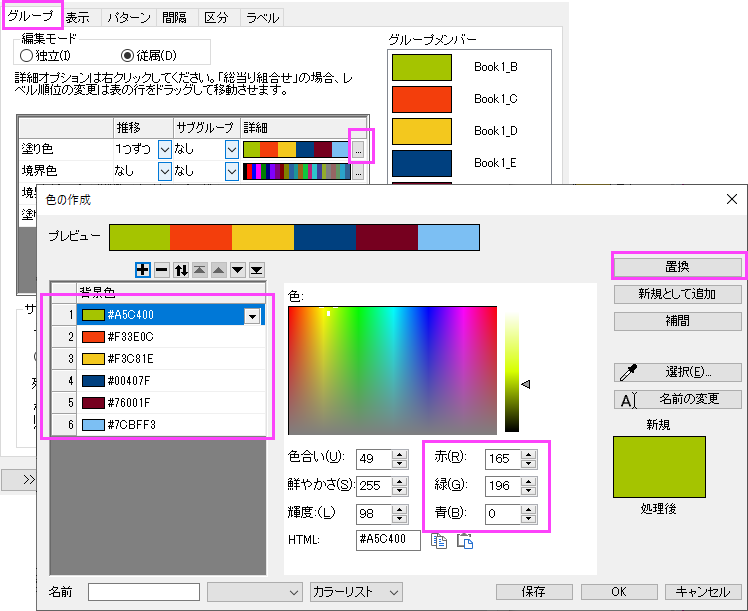 グループ 表示 パターン 間隔 区分 ラベル
編集モード
独立(I) 従属(D)
詳細オプションは右クリックしてください。「総当り組合せ」の場合、レ
ベル順位の変更は表の行をドラッグして移動させます。
グループメンバー
Book1_B
Book1_C
Book1_D
Book1_E
推移 サブグループ 詳細
塗り色 1つずつ なし ...
境界色 なし なし ...
色の作成
プレビュー
背景色
1 #A5C400
2 #F33E0C
3 #F3C81E
4 #00407F
5 #76001F
6 #7CBFF3
色:
色合い(U): 49
鮮やかさ(S): 255
輝度:(L) 98
HTML: #A5C400
赤(R): 165
緑(G): 196
青(B): 0
置換
新規として追加
補間
選択(E)...
名前の変更
新規
処理後
名前 カラーリスト 保存 OK キャンセル